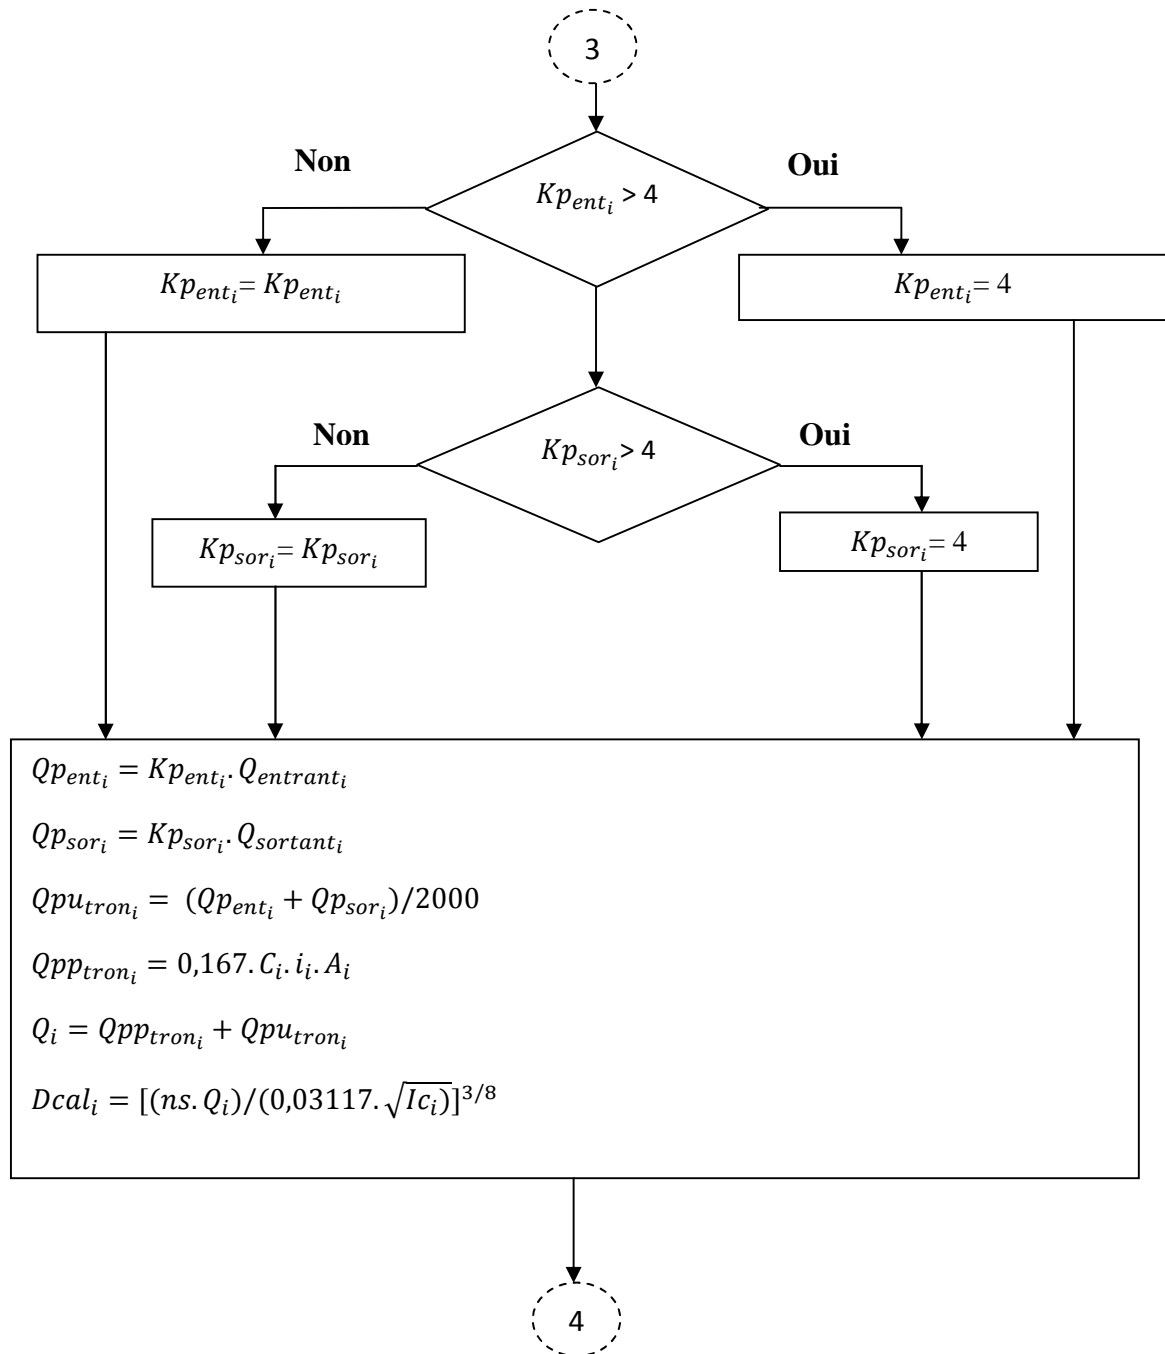 3
Non
Oui
Kp_{ent_i} > 4
Kp_{ent_i}= Kp_{ent_i}
Kp_{ent_i}= 4
Non
Oui
Kp_{sor_i}> 4
Kp_{sor_i}= Kp_{sor_i}
Kp_{sor_i}= 4
Qp_{ent_i} = Kp_{ent_i}. Q_{entrant_i}
Qp_{sor_i} = Kp_{sor_i}. Q_{sortant_i}
Qpu_{tron_i} = (Qp_{ent_i} + Qp_{sor_i})/2000
Qpp_{tron_i} = 0,167. C_i. i_i. A_i
Q_i = Qpp_{tron_i} + Qpu_{tron_i}
Dcal_i = [(ns. Q_i)/(0,03117. √Ic_i)]^{3/8}
4